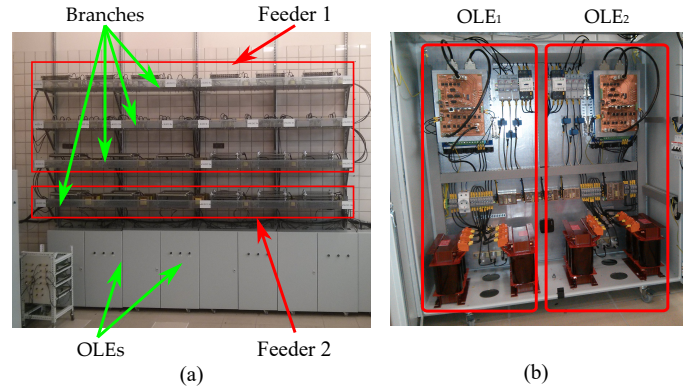 Branches
Feeder 1
OLEs
Feeder 2
(a)
OLE1
OLE2
(b)